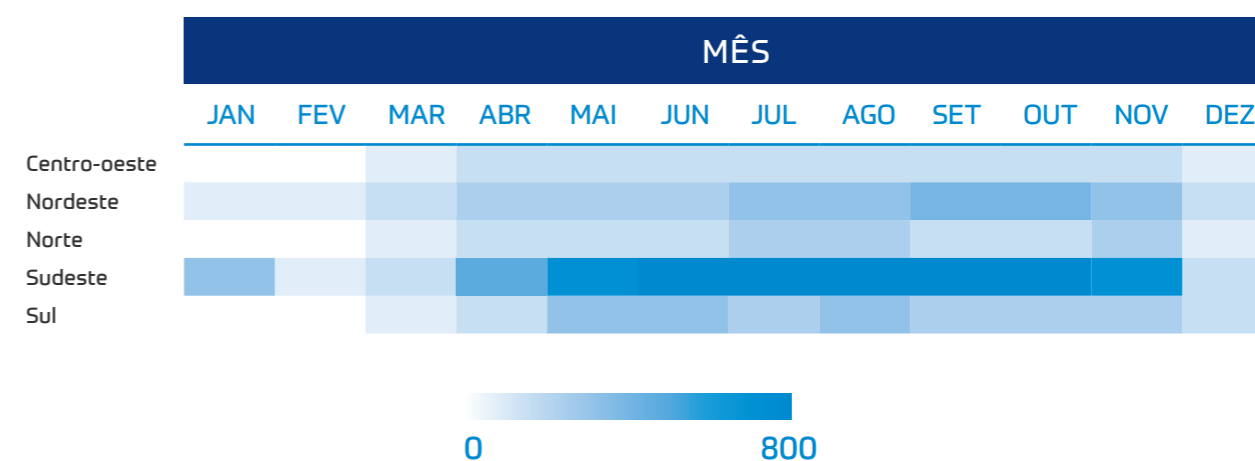 MÊS
JAN FEV MAR ABR MAI JUN JUL AGO SET OUT NOV DEZ
Centro-oeste
Nordeste
Norte
Sudeste
Sul
0 800